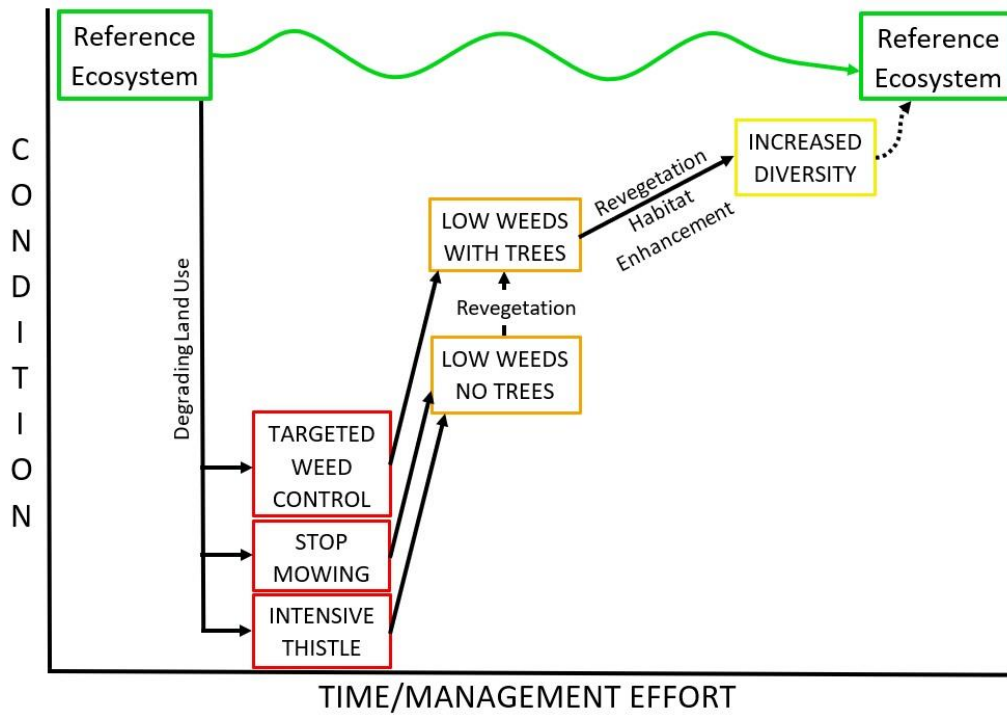 Reference
Ecosystem
Reference
Ecosystem
CONDITION
INCREASED
DIVERSITY
Revegetation
Habitat
Enhancement
LOW WEEDS
WITH TREES
Revegetation
LOW WEEDS
NO TREES
Degrading Land Use
TARGETED
WEED
CONTROL
STOP
MOWING
INTENSIVE
THISTLE
TIME/MANAGEMENT EFFORT